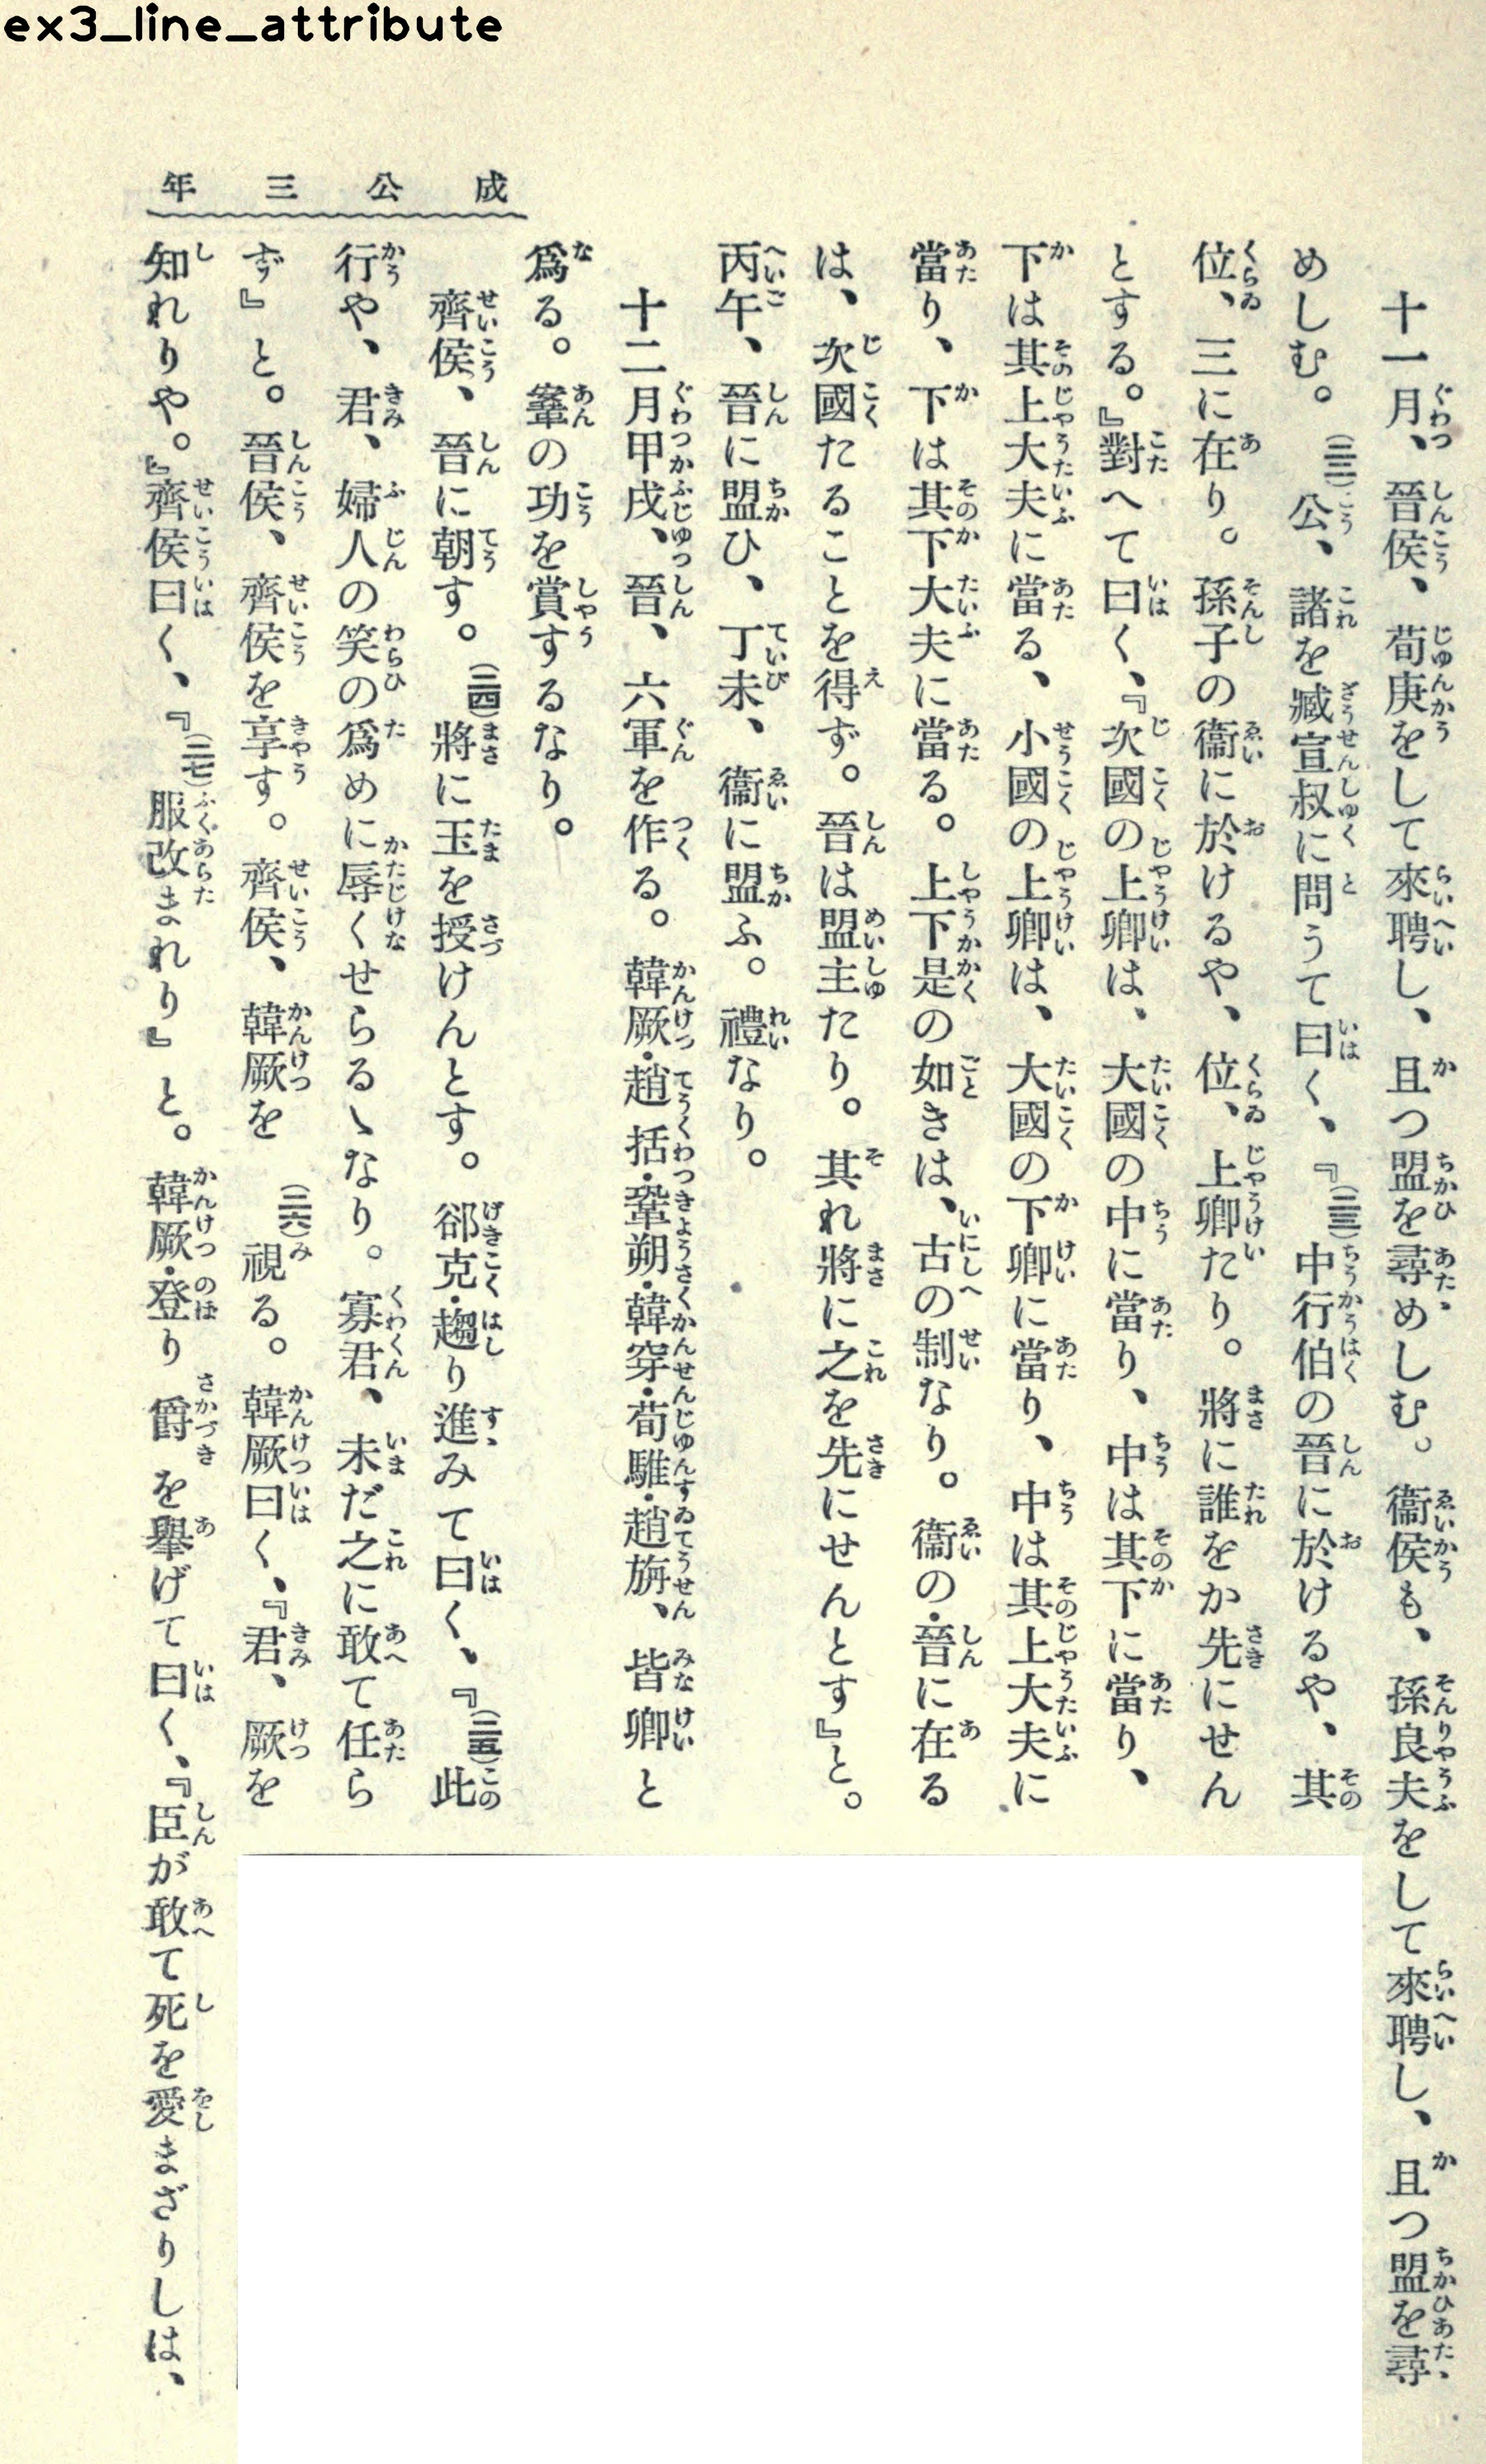 ex3_line_attribute
成公三年
十一月、晉侯、荀庚をして來聘し、且つ盟を尋めしむ。衞侯も、孫良夫をして來聘し、且つ盟を尋
めしむ。(三二)公、諸を臧宣叔に問うて曰く、『(三三)中行伯の晉に於けるや、其
位、三に在り。孫子の衞に於けるや、位、上卿たり。將に誰をか先にせん
とする。』對へて曰く、『次國の上卿は、大國の中に當り、中は其下に當り、
下は其上大夫に當る、小國の上卿は、大國の下卿に當り、中は其上大夫に
當り、下は其下大夫に當る。上下是の如きは、古の制なり。衞の・晉に在る
は、次國たることを得ず。晉は盟主たり。其れ將に之を先にせんとす』と。
丙午、晉に盟ひ、丁未、衞に盟ふ。禮なり。
十二月甲戌、晉、六軍を作る。韓厥・趙括・鞏朔・韓穿・荀騅・趙旃、皆卿と
爲る。鞌の功を賞するなり。
齊侯、晉に朝す。(三四)將に玉を授けんとす。郤克・趨り進みて曰く、『(三五)此
行や、君、婦人の笑の爲めに辱くせらるゝなり。寡君、未だ之に敢て任ら
ず』と。晉侯、齊侯を享す。齊侯、韓厥を(三六)視る。韓厥曰く、『君、厥を
知れりや。』齊侯曰く、『(三七)服改まれり』と。韓厥・登り爵を擧げて曰く、『臣が敢て死を愛まざりしは、